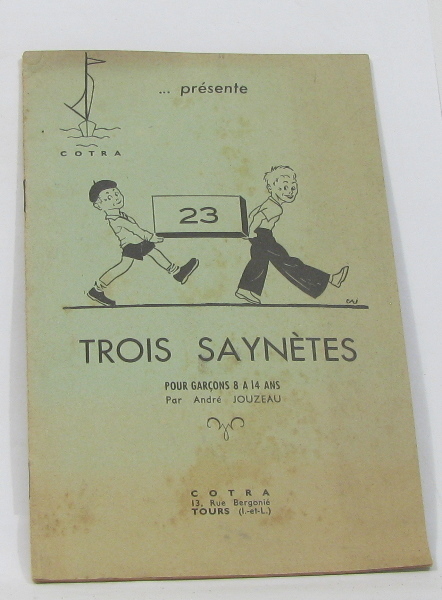 ... présente
COTRA
23
TROIS SAYNÈTES
POUR GARÇONS 8 A 14 ANS
Par André JOUZEAU
COTRA
13, Rue Bergonié
TOURS (I.-et-L.)